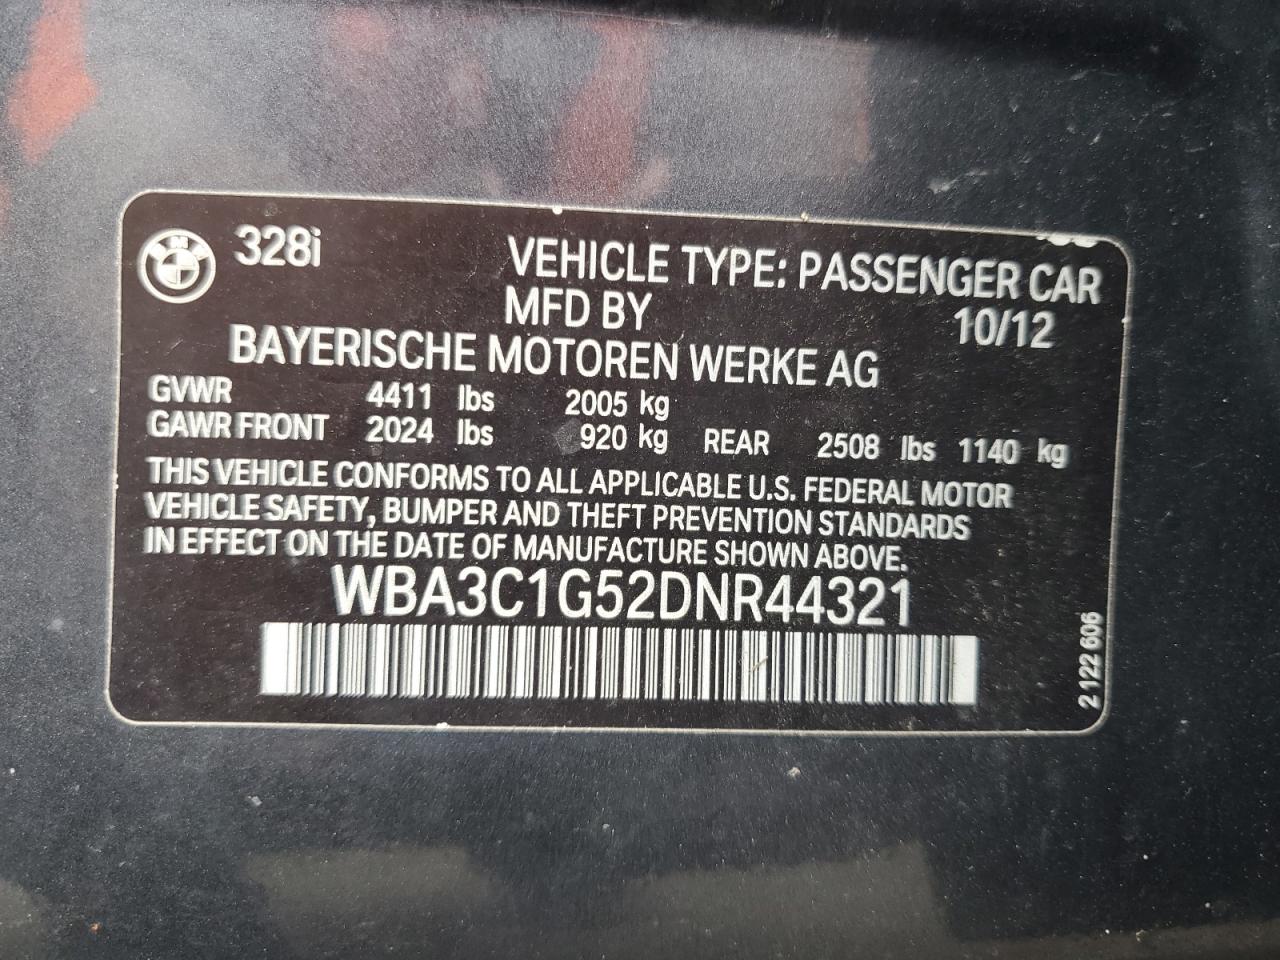 BMW 328i
VEHICLE TYPE: PASSENGER CAR
MFD BY 10/12
BAYERISCHE MOTOREN WERKE AG
GVWR 4411 lbs 2005 kg
GAWR FRONT 2024 lbs 920 kg REAR 2508 lbs 1140 kg
THIS VEHICLE CONFORMS TO ALL APPLICABLE U.S. FEDERAL MOTOR
VEHICLE SAFETY, BUMPER AND THEFT PREVENTION STANDARDS
IN EFFECT ON THE DATE OF MANUFACTURE SHOWN ABOVE.
WBA3C1G52DNR44321
2 122 606